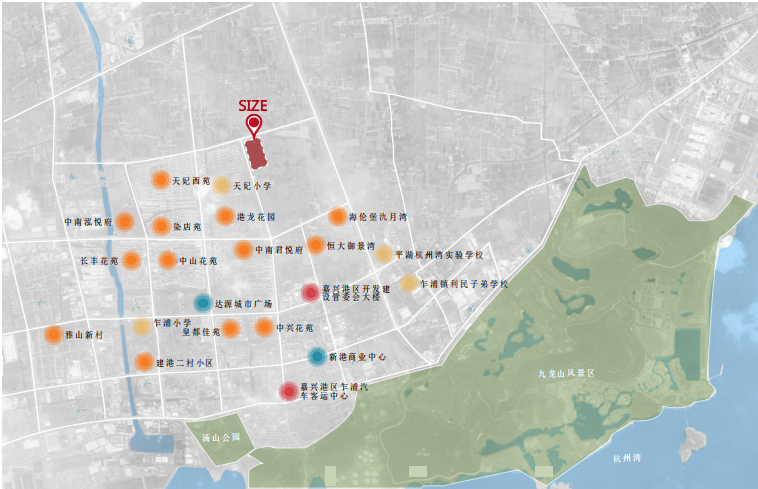 SIZE
天妃西苑
天妃小学
中南泓悦府
染店苑
港龙花园
海伦堡氿月湾
长丰花苑
中山花苑
中南君悦府
恒大御景湾
平湖杭州湾实验学校
乍浦镇利民子弟学校
嘉兴港区开发建
设管委会大楼
达源城市广场
雅山新村
乍浦小学
皇都佳苑
中兴花苑
建港二村小区
新港商业中心
九龙山风景区
嘉兴港区乍浦汽
车客运中心
汤山公园
杭州湾